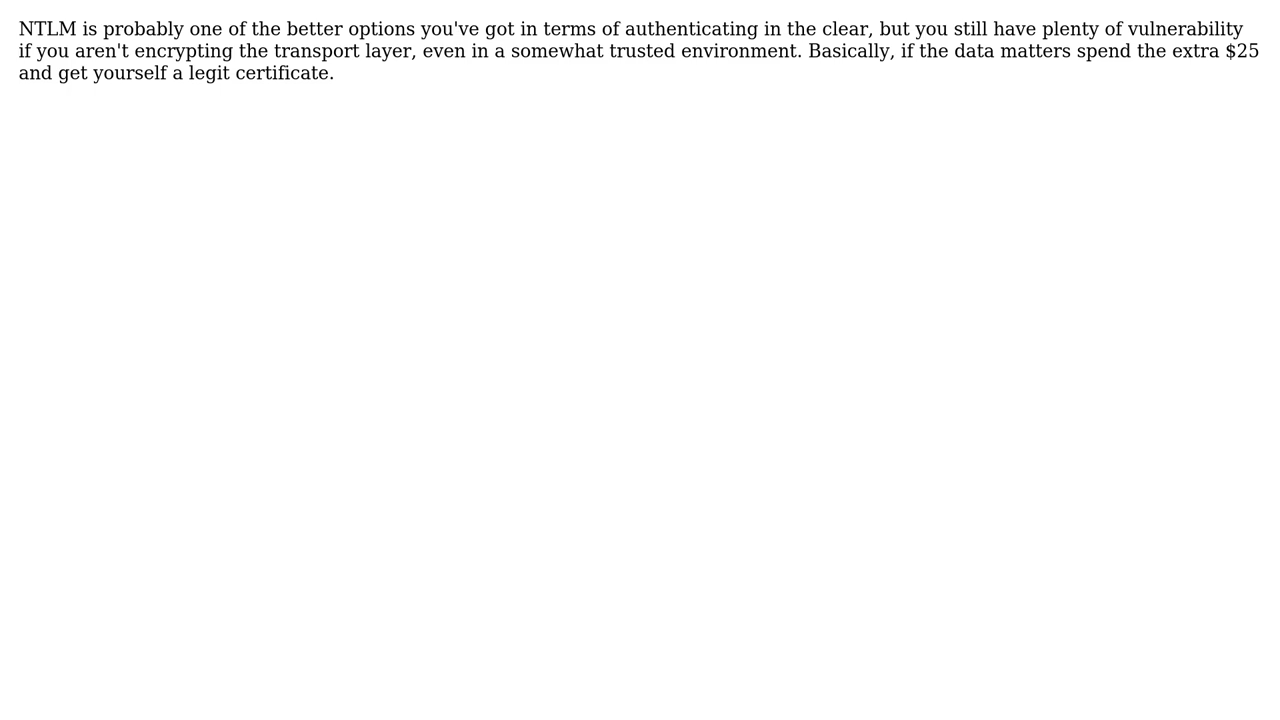 NTLM is probably one of the better options you've got in terms of authenticating in the clear, but you still have plenty of vulnerability
if you aren't encrypting the transport layer, even in a somewhat trusted environment. Basically, if the data matters spend the extra $25
and get yourself a legit certificate.